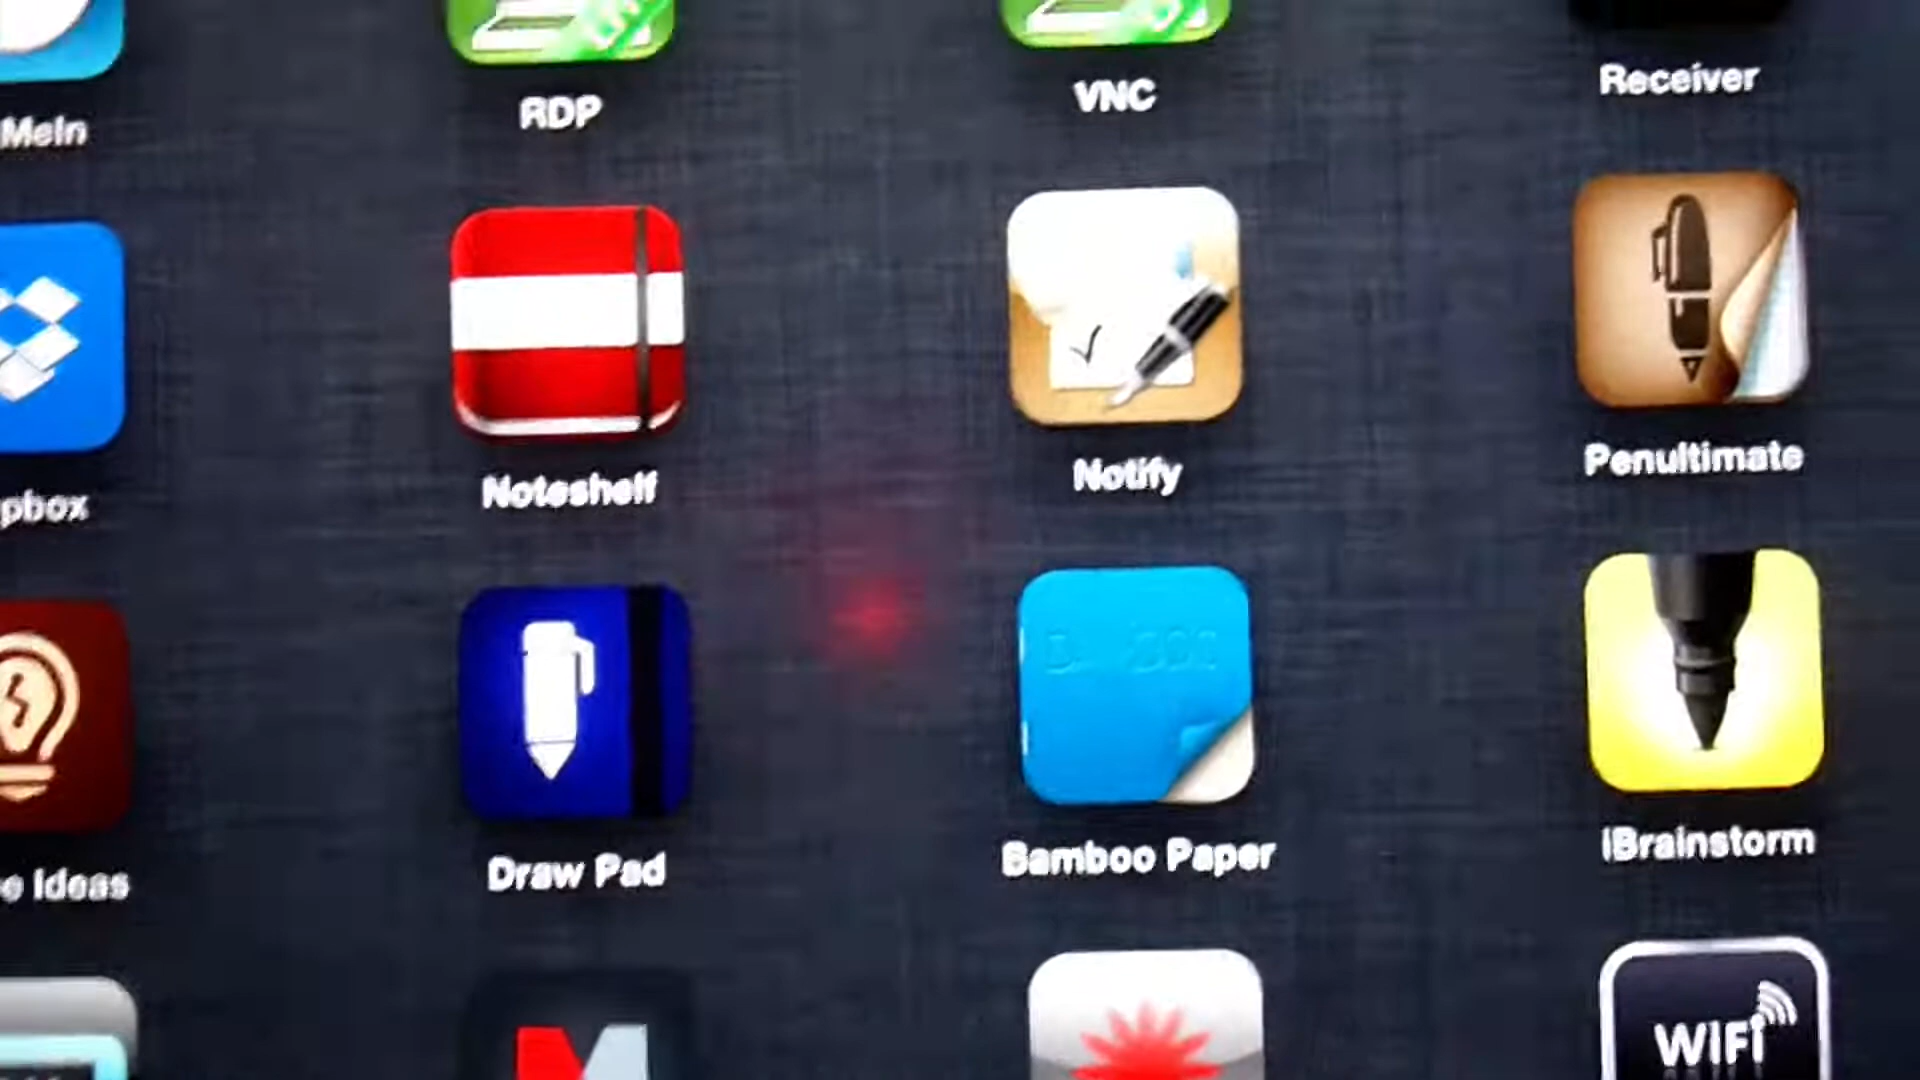 MeIn
RDP
VNC
Receiver
pbox
Noteshelf
Notify
Penultimate
e Ideas
Draw Pad
Bamboo Paper
iBrainstorm
WiFi